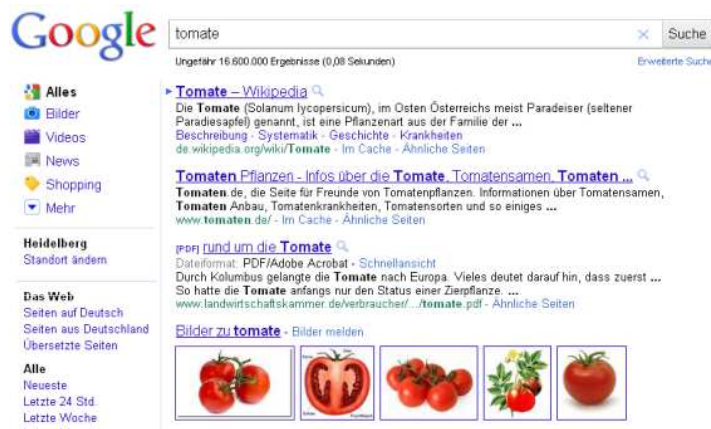 Google
tomate
Suche
Ungefähr 16.600.000 Ergebnisse (0,08 Sekunden)
Erweiterte Suche
Alles
Bilder
Videos
News
Shopping
Mehr
Heidelberg
Standort ändern
Das Web
Seiten auf Deutsch
Seiten aus Deutschland
Übersetzte Seiten
Alle
Neueste
Letzte 24 Std.
Letzte Woche
Tomate – Wikipedia
Die Tomate (Solanum lycopersicum), im Osten Österreichs meist Paradeiser (seltener
Paradiesapfel) genannt, ist eine Pflanzenart aus der Familie der ...
Beschreibung - Systematik - Geschichte - Krankheiten
de.wikipedia.org/wiki/Tomate - Im Cache - Ähnliche Seiten
Tomaten Pflanzen - Infos über die Tomate, Tomatensamen, Tomaten ...
Tomaten.de, die Seite für Freunde von Tomatenpflanzen. Informationen über Tomatensamen,
Tomaten Anbau, Tomatenkrankheiten, Tomatensorten und so einiges ...
www.tomaten.de/ - Im Cache - Ähnliche Seiten
[PDF] rund um die Tomate
Dateiformat: PDF/Adobe Acrobat - Schnellansicht
Durch Kolumbus gelangte die Tomate nach Europa. Vieles deutet darauf hin, dass zuerst ...
So hatte die Tomate anfangs nur den Status einer Zierpflanze. ...
www.landwirtschaftskammer.de/verbraucher/.../tomate.pdf - Ähnliche Seiten
Bilder zu tomate - Bilder melden